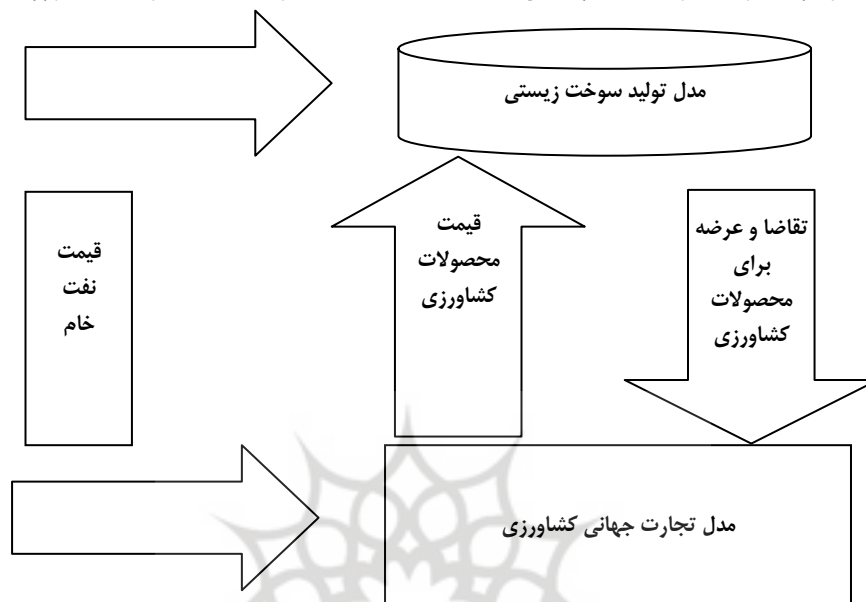 مدل تولید سوخت زیستی
تقاضا و عرضه
برای
محصولات
کشاورزی
قیمت
محصولات
کشاورزی
قیمت
نفت
خام
مدل تجارت جهانی کشاورزی